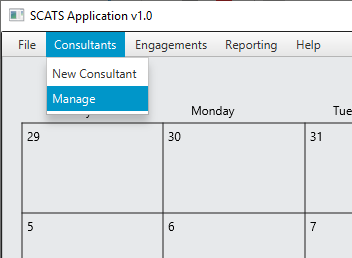 SCATS Application v1.0
File Consultants Engagements Reporting Help
New Consultant
Manage
Monday
29 30 31
5 6 7